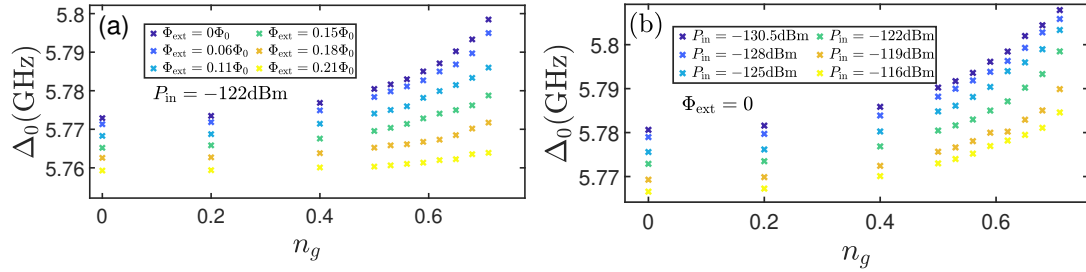 (a)
Δ₀(GHz)
5.8
5.79
5.78
5.77
5.76
Φext = 0Φ₀
Φext = 0.06Φ₀
Φext = 0.11Φ₀
Φext = 0.15Φ₀
Φext = 0.18Φ₀
Φext = 0.21Φ₀
Pin = −122dBm
0
0.2
0.4
0.6
n_g
(b)
Δ₀(GHz)
5.8
5.79
5.78
5.77
Pin = −130.5dBm
Pin = −128dBm
Pin = −125dBm
Pin = −122dBm
Pin = −119dBm
Pin = −116dBm
Φext = 0
0
0.2
0.4
0.6
n_g